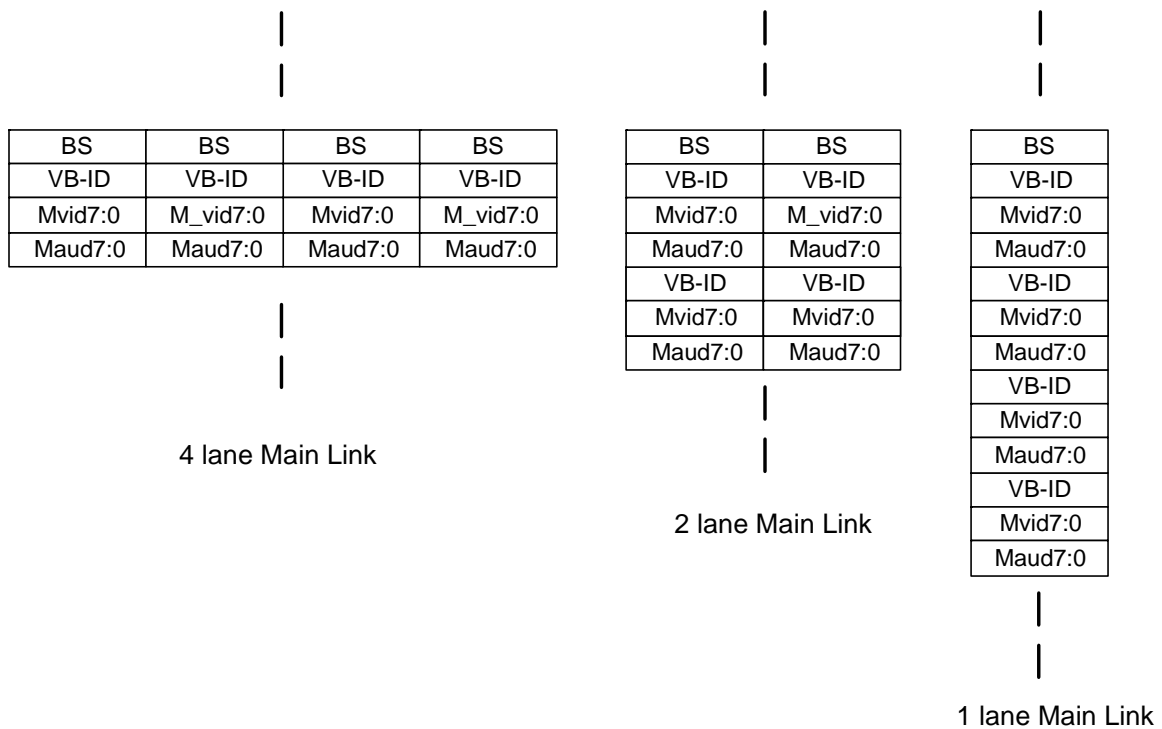 BS BS BS BS
VB-ID VB-ID VB-ID VB-ID
Mvid7:0 M_vid7:0 Mvid7:0 M_vid7:0
Maud7:0 Maud7:0 Maud7:0 Maud7:0
4 lane Main Link
BS BS
VB-ID VB-ID
Mvid7:0 M_vid7:0
Maud7:0 Maud7:0
VB-ID VB-ID
Mvid7:0 Mvid7:0
Maud7:0 Maud7:0
2 lane Main Link
BS
VB-ID
Mvid7:0
Maud7:0
VB-ID
Mvid7:0
Maud7:0
VB-ID
Mvid7:0
Maud7:0
VB-ID
Mvid7:0
Maud7:0
1 lane Main Link